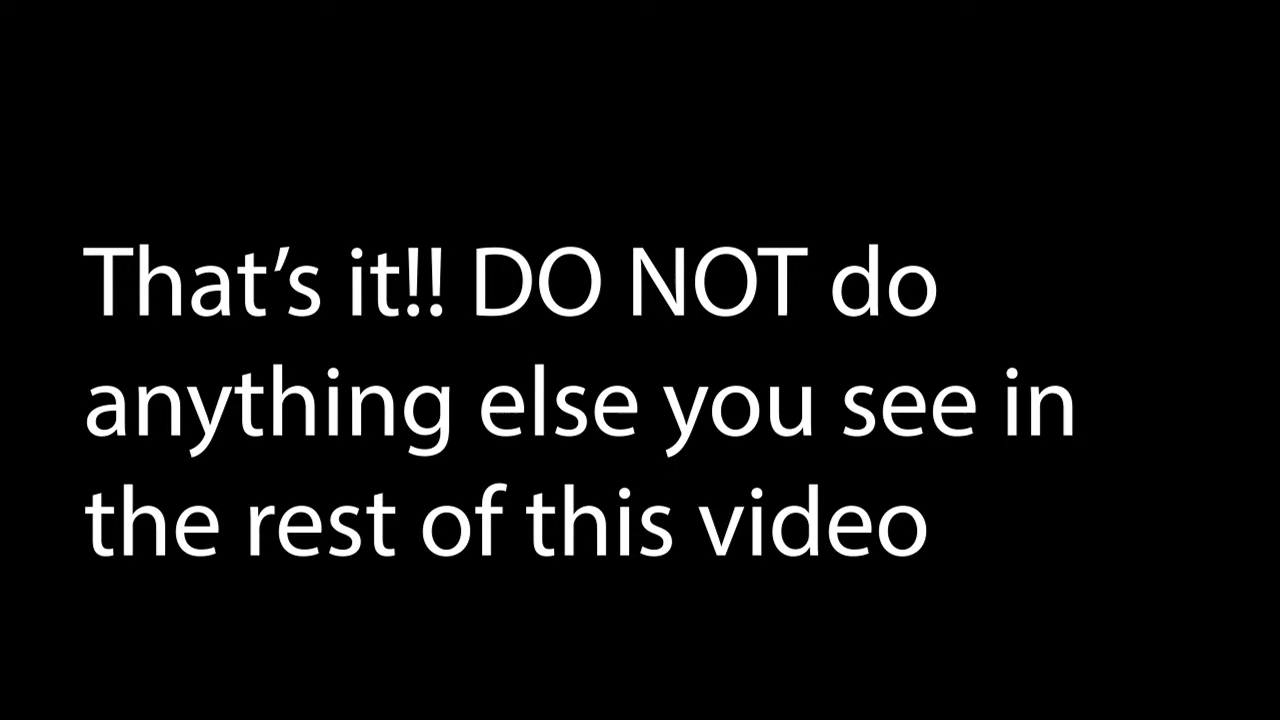 That’s it!! DO NOT do
anything else you see in
the rest of this video